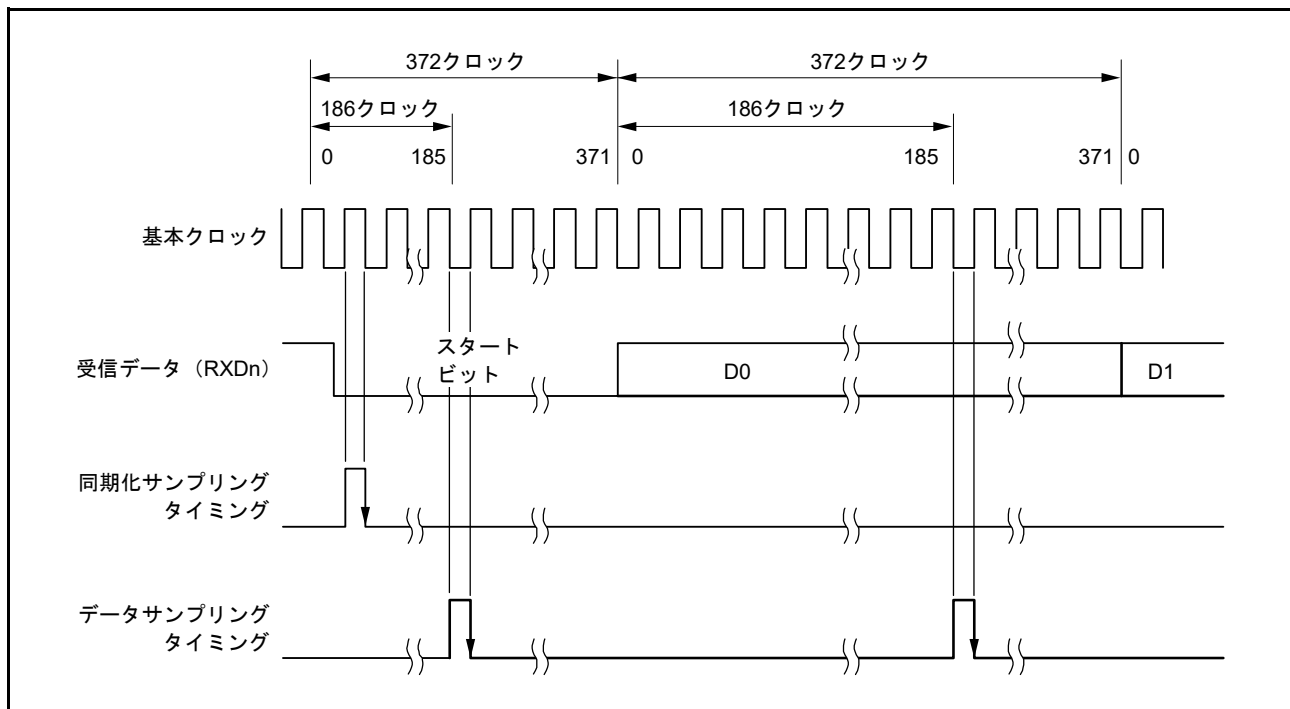 372クロック 372クロック
186クロック 186クロック
0 185 371 0 185 371 0
基本クロック
スタート
受信データ（RXDn） ビット D0 D1
同期化サンプリング
タイミング
データサンプリング
タイミング